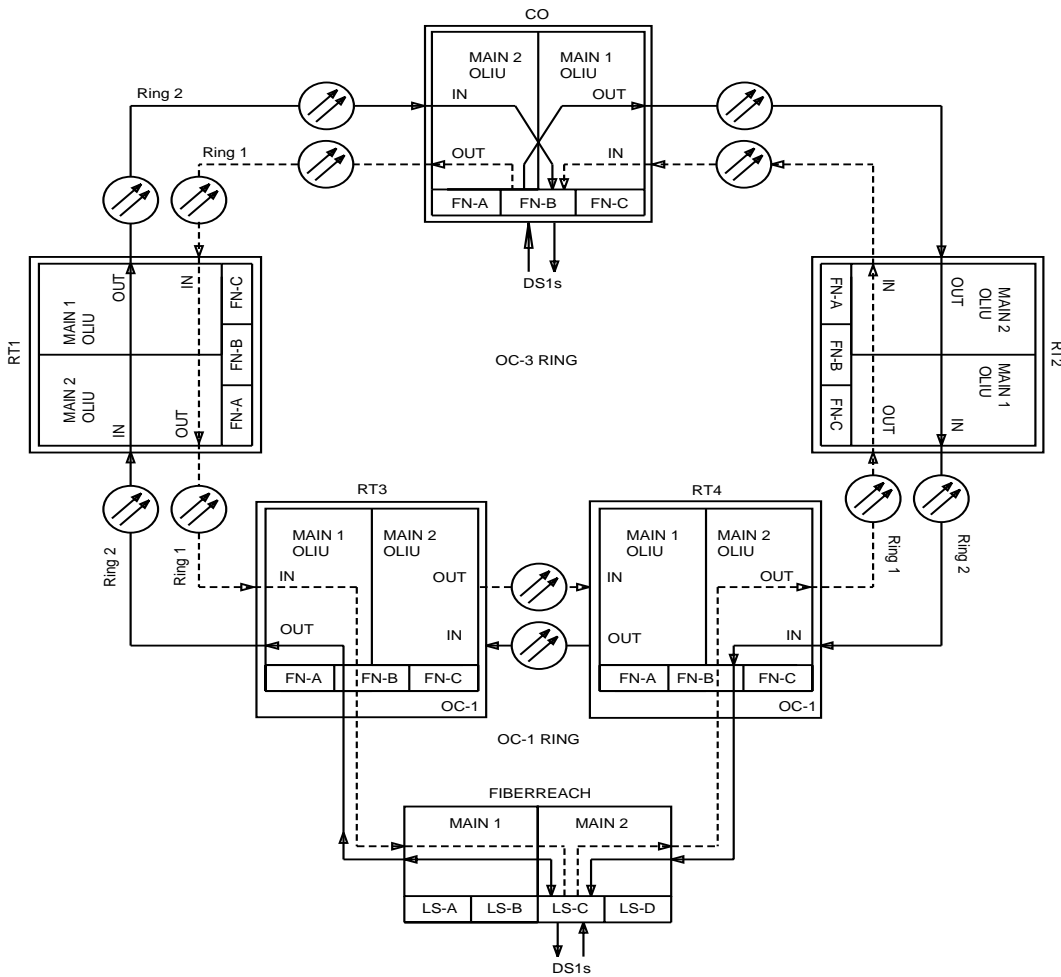 CO
MAIN 2
OLIU
MAIN 1
OLIU
IN
OUT
OUT
IN
FN-A
FN-B
FN-C
DS1s
Ring 2
Ring 1
RT1
MAIN 1
OLIU
MAIN 2
OLIU
OUT
IN
IN
OUT
FN-C
FN-B
FN-A
OC-3 RING
RT2
FN-A
FN-B
FN-C
IN
OUT
OUT
IN
MAIN 2
OLIU
MAIN 1
OLIU
Ring 2
Ring 1
Ring 1
Ring 2
RT3
MAIN 1
OLIU
MAIN 2
OLIU
IN
OUT
OUT
IN
FN-A
FN-B
FN-C
OC-1
RT4
MAIN 1
OLIU
MAIN 2
OLIU
IN
OUT
OUT
IN
FN-A
FN-B
FN-C
OC-1
OC-1 RING
FIBERREACH
MAIN 1
MAIN 2
LS-A
LS-B
LS-C
LS-D
DS1s